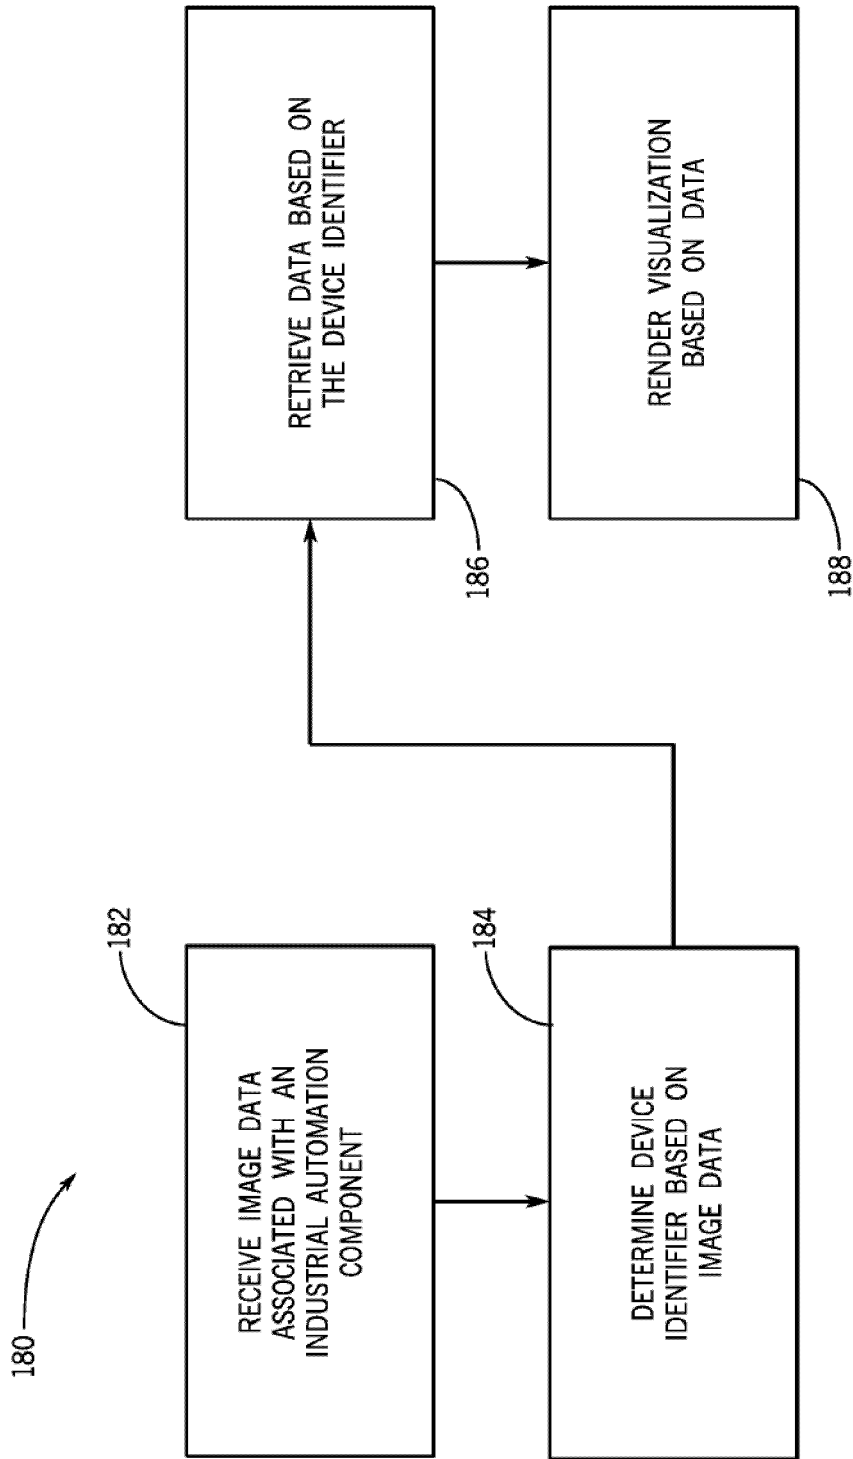 180
182
RECEIVE IMAGE DATA
ASSOCIATED WITH AN
INDUSTRIAL AUTOMATION
COMPONENT
184
DETERMINE DEVICE
IDENTIFIER BASED ON
IMAGE DATA
186
RETRIEVE DATA BASED ON
THE DEVICE IDENTIFIER
188
RENDER VISUALIZATION
BASED ON DATA